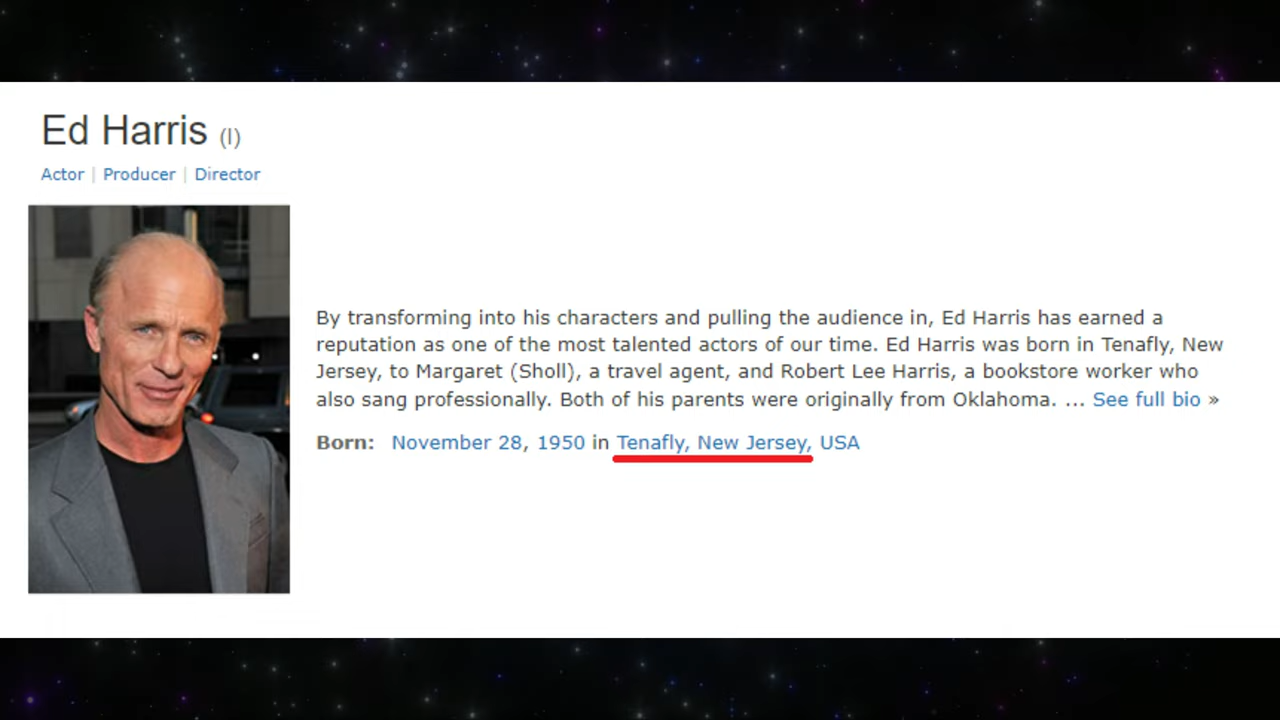 Ed Harris (I)
Actor | Producer | Director
By transforming into his characters and pulling the audience in, Ed Harris has earned a
reputation as one of the most talented actors of our time. Ed Harris was born in Tenafly, New
Jersey, to Margaret (Sholl), a travel agent, and Robert Lee Harris, a bookstore worker who
also sang professionally. Both of his parents were originally from Oklahoma. ... See full bio »
Born: November 28, 1950 in Tenafly, New Jersey, USA